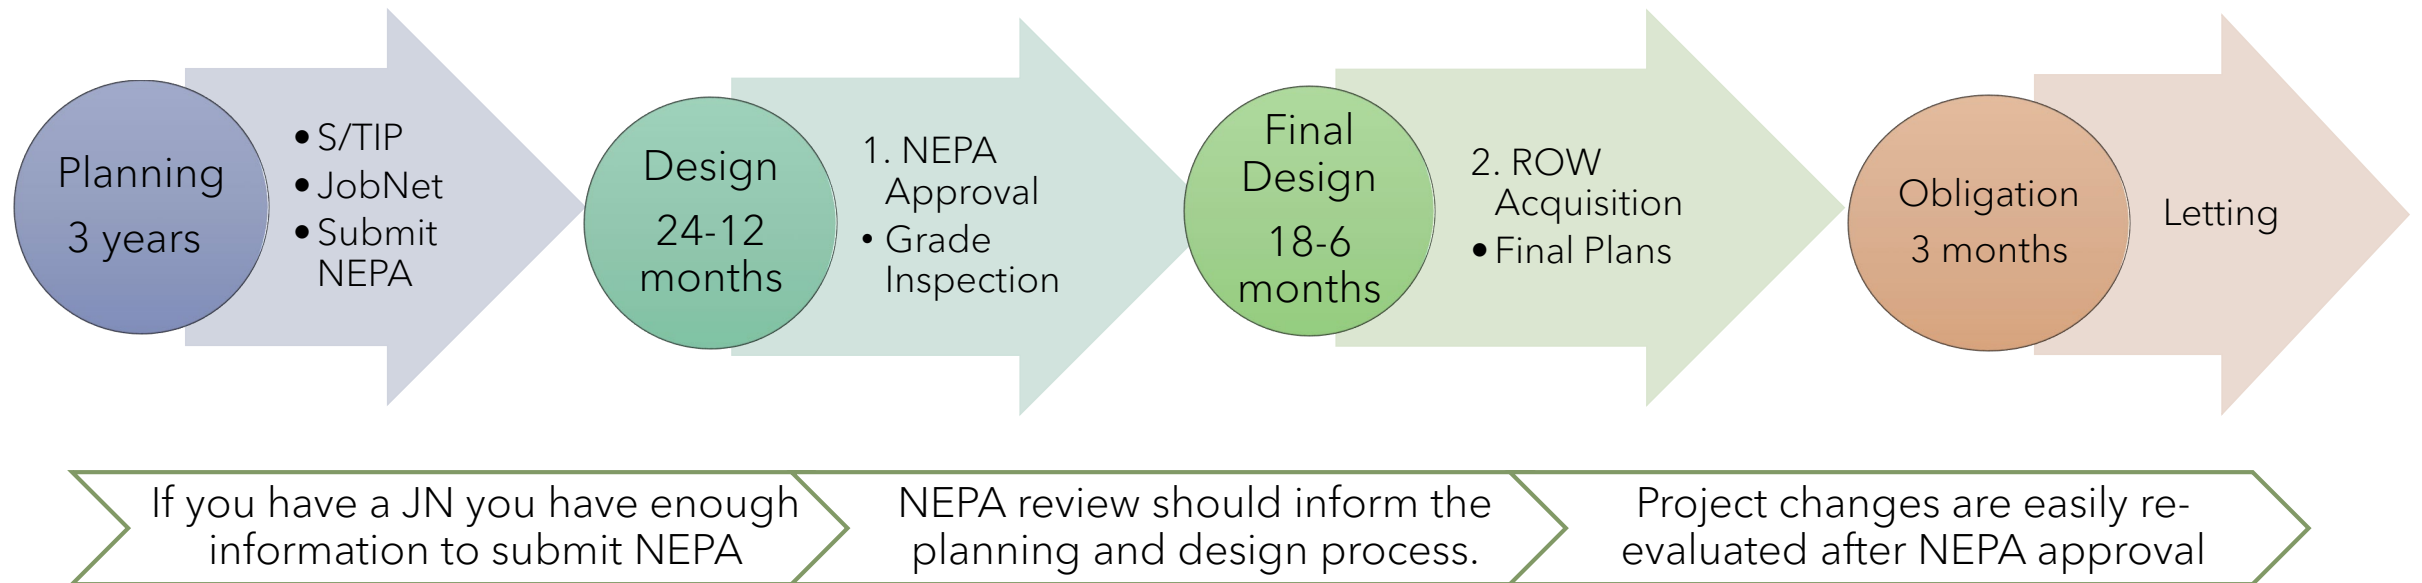 Planning
3 years
• S/TIP
• JobNet
• Submit
NEPA
Design
24-12
months
1. NEPA
Approval
• Grade
Inspection
Final
Design
18-6
months
2. ROW
Acquisition
• Final Plans
Obligation
3 months
Letting
If you have a JN you have enough
information to submit NEPA
NEPA review should inform the
planning and design process.
Project changes are easily re-
evaluated after NEPA approval